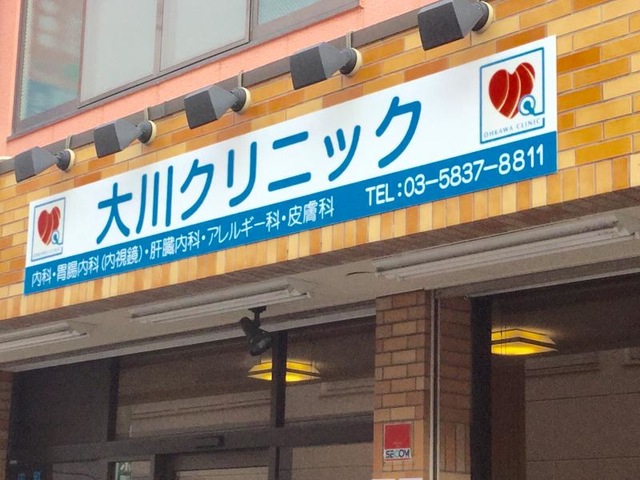 大川クリニック
内科・胃腸内科(内視鏡)・肝臓内科・アレルギー科・皮膚科
TEL:03-5837-8811
OHKAWA CLINIC
SECOM